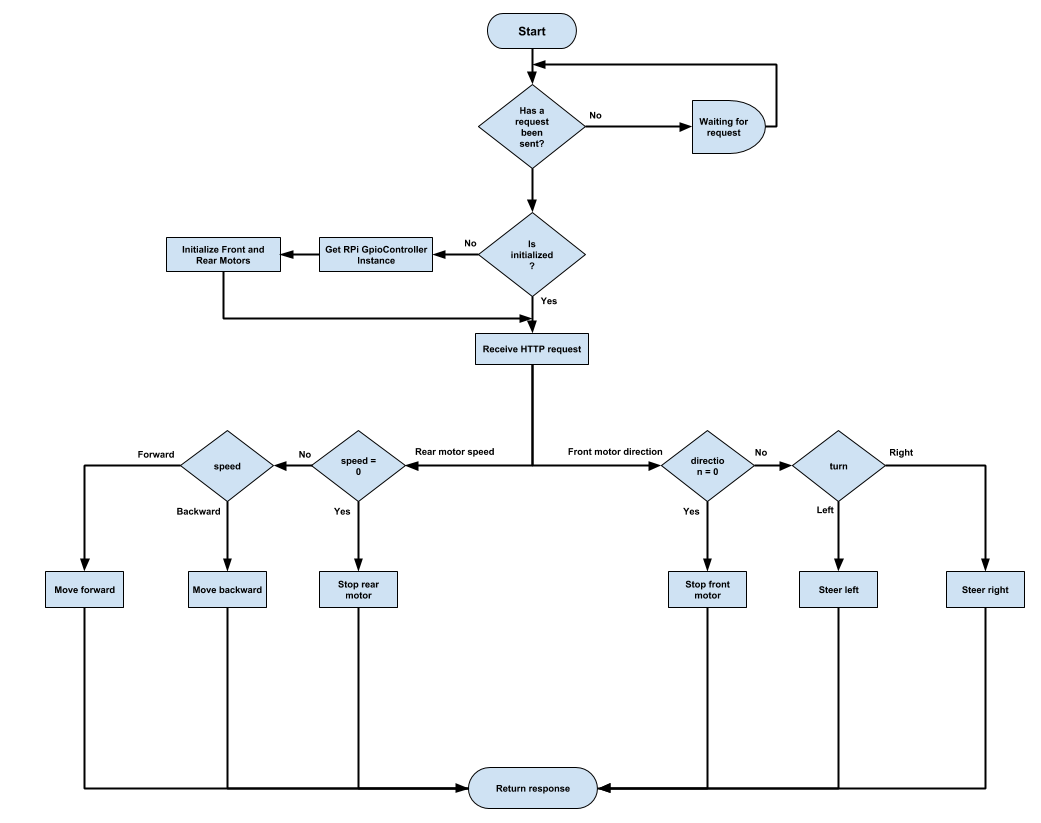 Start
Has a
request
been
sent?
No
Waiting for
request
Is
initialized
?
No
Get RPi GpioController
Instance
Initialize Front and
Rear Motors
Yes
Receive HTTP request
Forward
speed
No
speed =
0
Rear motor speed
Front motor direction
directio
n = 0
No
turn
Right
Backward
Yes
Yes
Left
Move forward
Move backward
Stop rear
motor
Stop front
motor
Steer left
Steer right
Return response